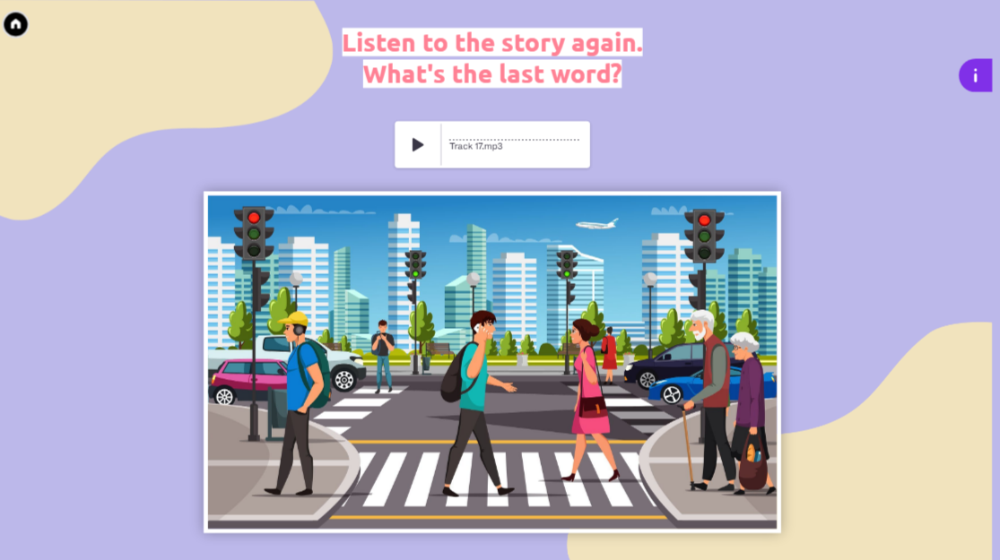 Listen to the story again.
What's the last word?
i
Track 17.mp3